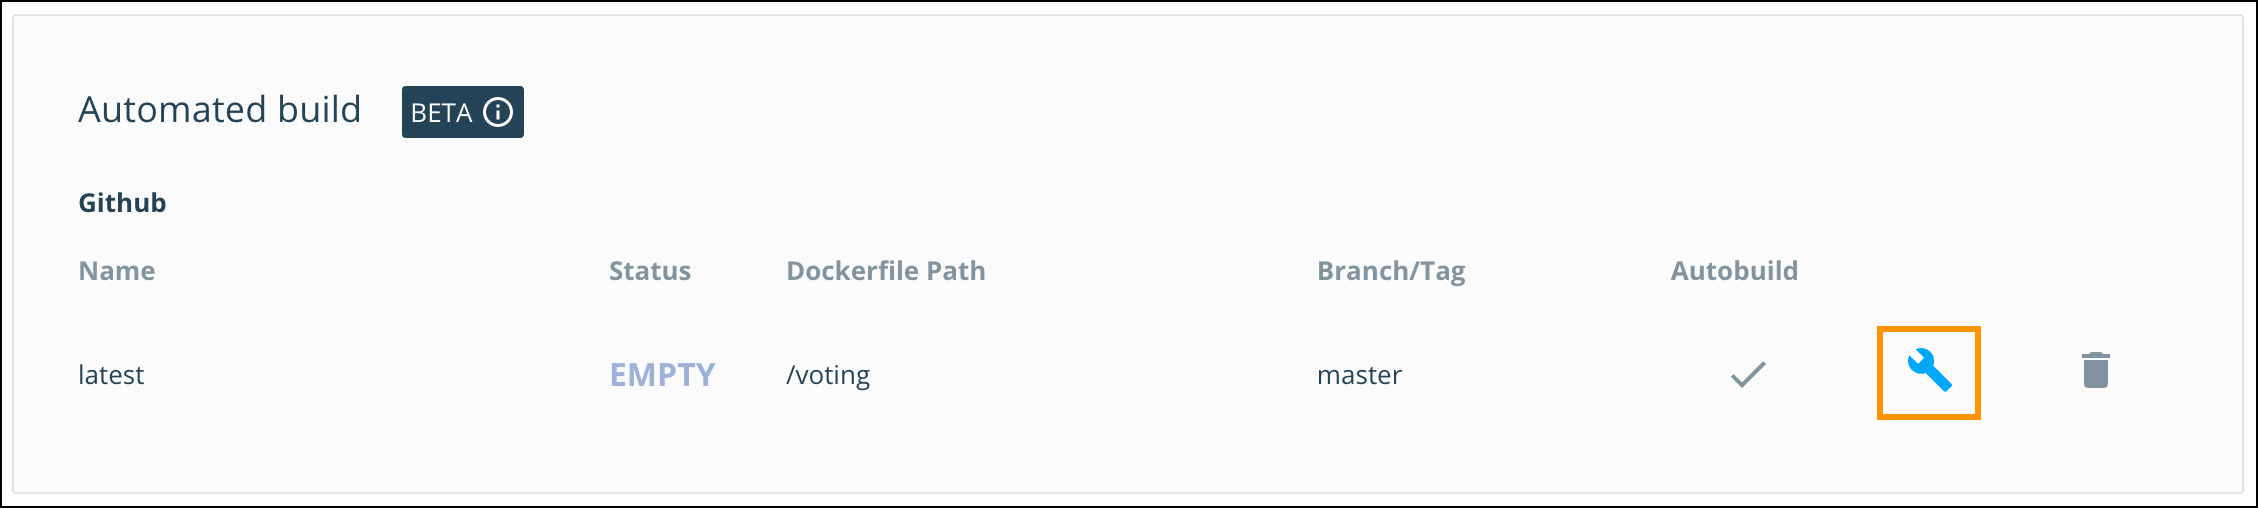 Automated build BETA
Github
Name Status Dockerfile Path Branch/Tag Autobuild
latest EMPTY /voting master